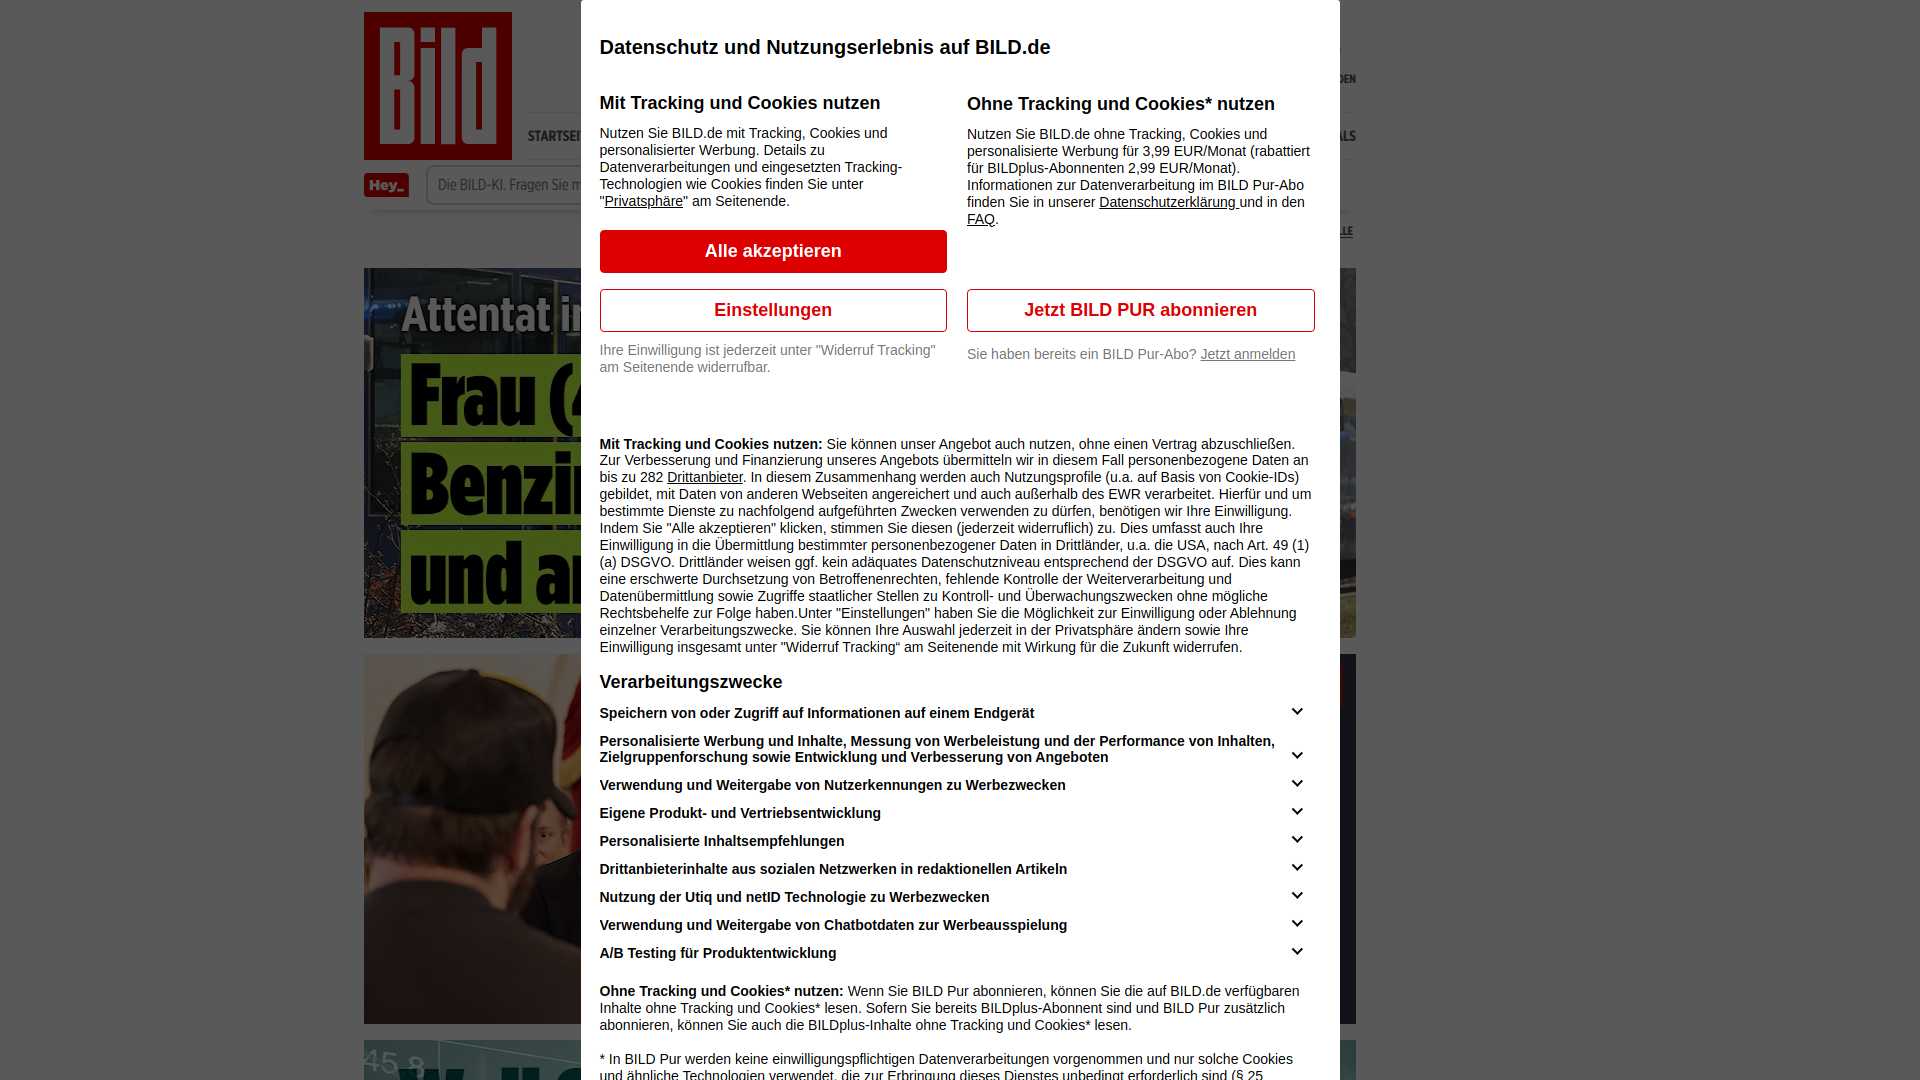 Bild
Datenschutz und Nutzungserlebnis auf BILD.de
Mit Tracking und Cookies nutzen
Nutzen Sie BILD.de mit Tracking, Cookies und
personalisierter Werbung. Details zu
Datenverarbeitungen und eingesetzten Tracking-
Technologien wie Cookies finden Sie unter
"Privatsphäre" am Seitenende.
Alle akzeptieren
Einstellungen
Ihre Einwilligung ist jederzeit unter "Widerruf Tracking"
am Seitenende widerrufbar.
Ohne Tracking und Cookies* nutzen
Nutzen Sie BILD.de ohne Tracking, Cookies und
personalisierte Werbung für 3,99 EUR/Monat (rabattiert
für BILDplus-Abonnenten 2,99 EUR/Monat).
Informationen zur Datenverarbeitung im BILD Pur-Abo
finden Sie in unserer Datenschutzerklärung und in den
FAQ.
Jetzt BILD PUR abonnieren
Sie haben bereits ein BILD Pur-Abo? Jetzt anmelden
STARTSEI
Hey_
Die BILD-KI. Fragen Sie m
Attentat i
Frau (
Benzi
und a
Mit Tracking und Cookies nutzen: Sie können unser Angebot auch nutzen, ohne einen Vertrag abzuschließen.
Zur Verbesserung und Finanzierung unseres Angebots übermitteln wir in diesem Fall personenbezogene Daten an
bis zu 282 Drittanbieter. In diesem Zusammenhang werden auch Nutzungsprofile (u.a. auf Basis von Cookie-IDs)
gebildet, mit Daten von anderen Webseiten angereichert und auch außerhalb des EWR verarbeitet. Hierfür und um
bestimmte Dienste zu nachfolgend aufgeführten Zwecken verwenden zu dürfen, benötigen wir Ihre Einwilligung.
Indem Sie "Alle akzeptieren" klicken, stimmen Sie diesen (jederzeit widerruflich) zu. Dies umfasst auch Ihre
Einwilligung in die Übermittlung bestimmter personenbezogener Daten in Drittländer, u.a. die USA, nach Art. 49 (1)
(a) DSGVO. Drittländer weisen ggf. kein adäquates Datenschutzniveau entsprechend der DSGVO auf. Dies kann
eine erschwerte Durchsetzung von Betroffenenrechten, fehlende Kontrolle der Weiterverarbeitung und
Datenübermittlung sowie Zugriffe staatlicher Stellen zu Kontroll- und Überwachungszwecken ohne mögliche
Rechtsbehelfe zur Folge haben.Unter "Einstellungen" haben Sie die Möglichkeit zur Einwilligung oder Ablehnung
einzelner Verarbeitungszwecke. Sie können Ihre Auswahl jederzeit in der Privatsphäre ändern sowie Ihre
Einwilligung insgesamt unter "Widerruf Tracking“ am Seitenende mit Wirkung für die Zukunft widerrufen.
Verarbeitungszwecke
Speichern von oder Zugriff auf Informationen auf einem Endgerät
Personalisierte Werbung und Inhalte, Messung von Werbeleistung und der Performance von Inhalten,
Zielgruppenforschung sowie Entwicklung und Verbesserung von Angeboten
Verwendung und Weitergabe von Nutzerkennungen zu Werbezwecken
Eigene Produkt- und Vertriebsentwicklung
Personalisierte Inhaltsempfehlungen
Drittanbieterinhalte aus sozialen Netzwerken in redaktionellen Artikeln
Nutzung der Utiq und netID Technologie zu Werbezwecken
Verwendung und Weitergabe von Chatbotdaten zur Werbeausspielung
A/B Testing für Produktentwicklung
Ohne Tracking und Cookies* nutzen: Wenn Sie BILD Pur abonnieren, können Sie die auf BILD.de verfügbaren
Inhalte ohne Tracking und Cookies* lesen. Sofern Sie bereits BILDplus-Abonnent sind und BILD Pur zusätzlich
abonnieren, können Sie auch die BILDplus-Inhalte ohne Tracking und Cookies* lesen.
* In BILD Pur werden keine einwilligungspflichtigen Datenverarbeitungen vorgenommen und nur solche Cookies
und ähnliche Technologien verwendet, die zur Erbringung dieses Dienstes unbedingt erforderlich sind (§ 25